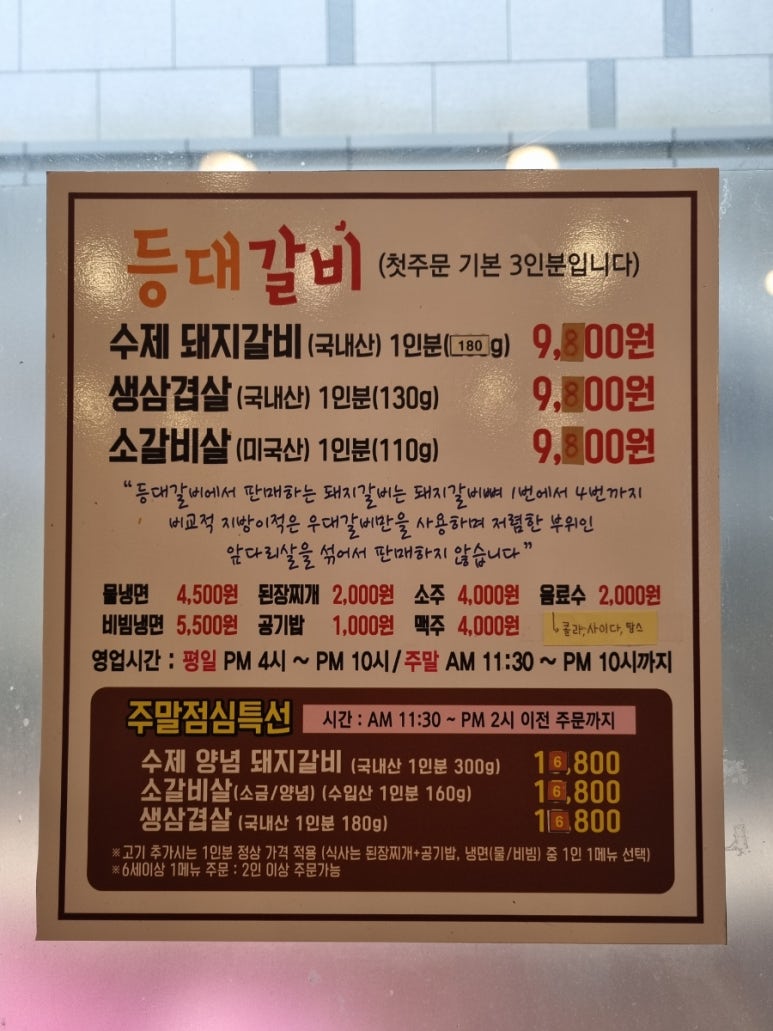 등대갈비 (첫주문 기본 3인분입니다)
수제 돼지갈비 (국내산) 1인분(180g) 9,800원
생삼겹살 (국내산) 1인분(130g) 9,800원
소갈비살 (미국산) 1인분(110g) 9,800원
“등대갈비에서 판매하는 돼지갈비는 돼지갈비뼈 1번에서 4번까지
비교적 지방이적은 우대갈비만을 사용하며 저렴한 부위인
앞다리살을 섞어서 판매하지 않습니다”
물냉면 4,500원 된장찌개 2,000원 소주 4,000원 음료수 2,000원
비빔냉면 5,500원 공기밥 1,000원 맥주 4,000원 ↳콜라,사이다,탐스
영업시간 : 평일 PM 4시 ~ PM 10시/주말 AM 11:30 ~ PM 10시까지
주말점심특선 시간 : AM 11:30 ~ PM 2시 이전 주문까지
수제 양념 돼지갈비 (국내산 1인분 300g) 16,800
소갈비살(소금/양념) (수입산 1인분 160g) 16,800
생삼겹살 (국내산 1인분 180g) 16,800
※고기 추가시는 1인분 정상 가격 적용 (식사는 된장찌개+공기밥, 냉면(물/비빔) 중 1인 1메뉴 선택)
※6세이상 1메뉴 주문 : 2인 이상 주문가능